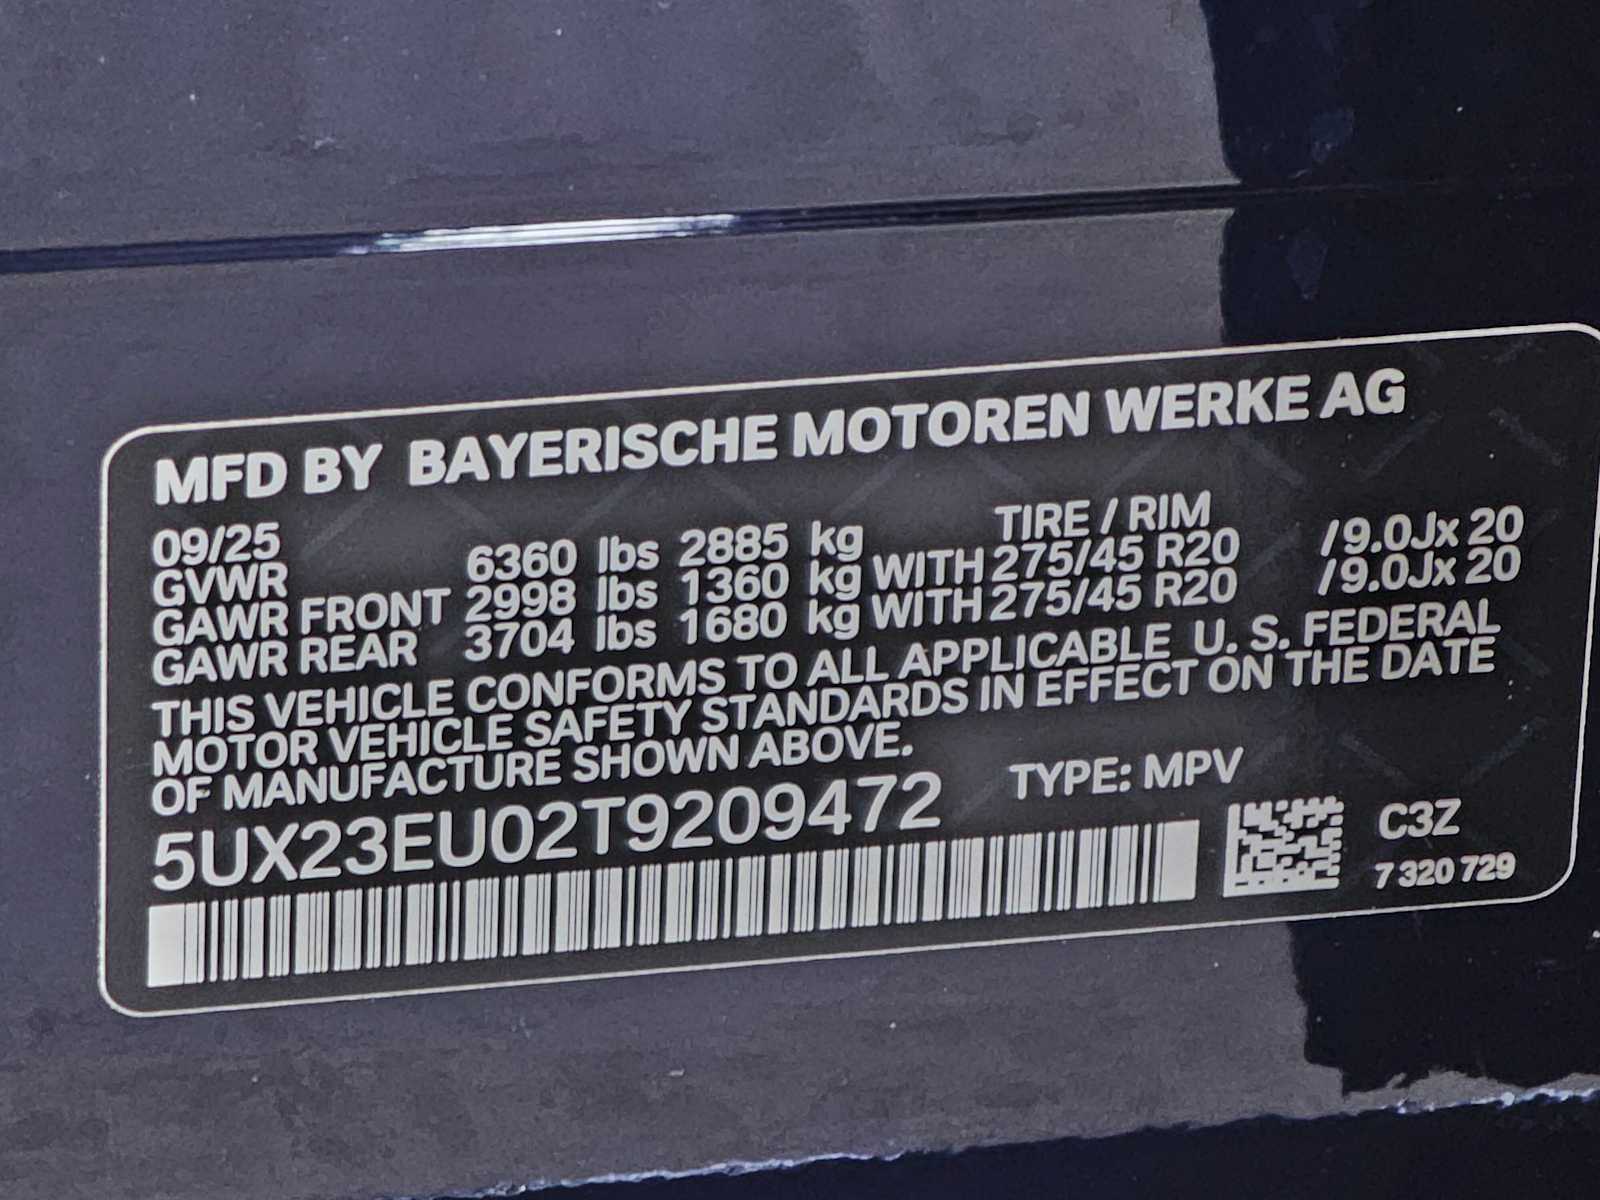 MFD BY BAYERISCHE MOTOREN WERKE AG
09/25 TIRE / RIM
GVWR 6360 lbs 2885 kg
GAWR FRONT 2998 lbs 1360 kg WITH 275/45 R20 / 9.0Jx 20
GAWR REAR 3704 lbs 1680 kg WITH 275/45 R20 / 9.0Jx 20
THIS VEHICLE CONFORMS TO ALL APPLICABLE U. S. FEDERAL
MOTOR VEHICLE SAFETY STANDARDS IN EFFECT ON THE DATE
OF MANUFACTURE SHOWN ABOVE.
5UX23EU02T9209472 TYPE: MPV
C3Z
7 320 729